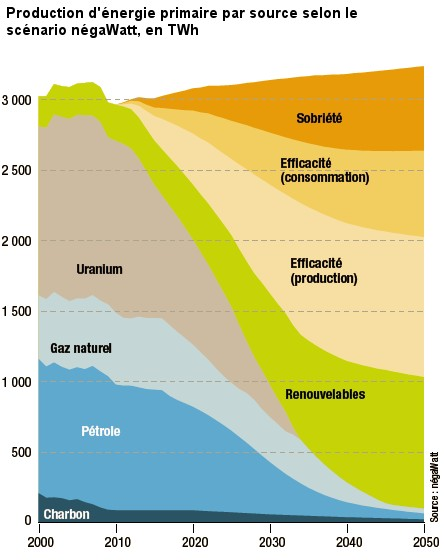 Production d'énergie primaire par source selon le
scénario négaWatt, en TWh
3 000
Sobriété
Efficacité
(consommation)
2 500
2 000
Uranium
Efficacité
(production)
1 500
Gaz naturel
1 000
Renouvelables
Pétrole
500
Charbon
0
2000
2010
2020
2030
2040
2050
Source : négaWatt